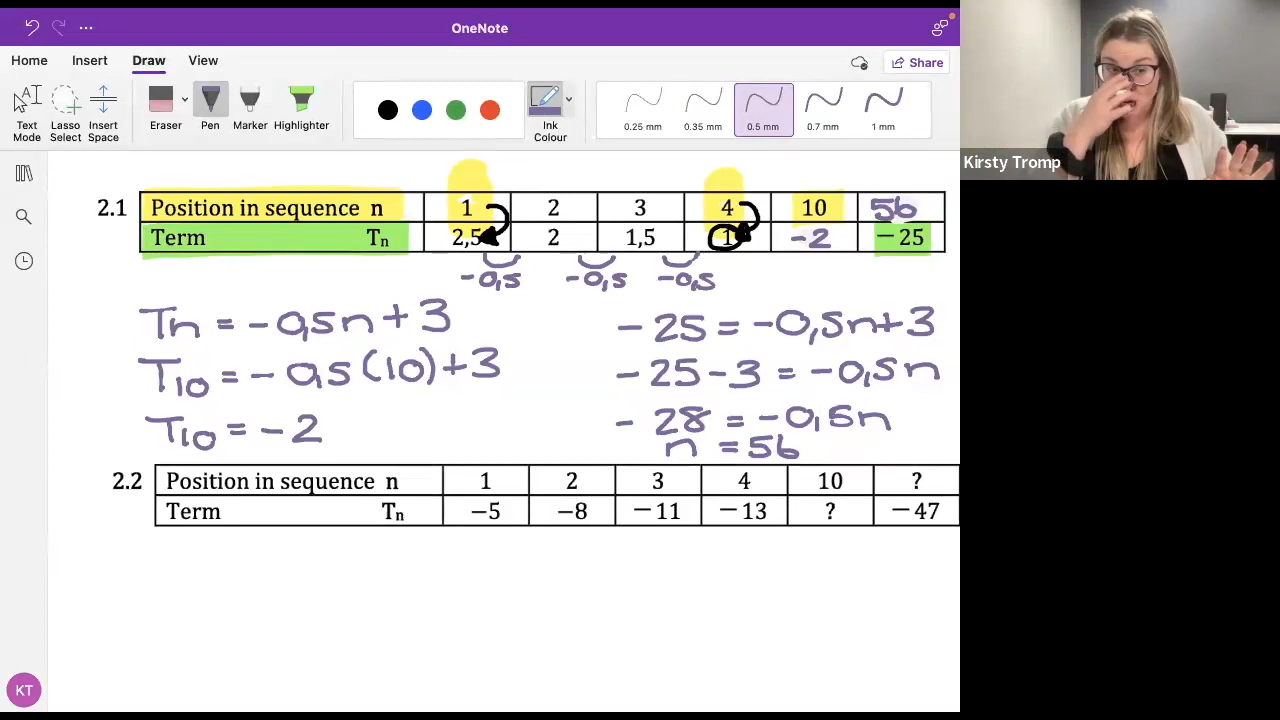 OneNote
Home Insert Draw View
Share
Text Mode
Lasso Select
Insert Space
Eraser
Pen
Marker
Highlighter
Ink Colour
0.25 mm
0.35 mm
0.5 mm
0.7 mm
1 mm
Kirsty Tromp
2.1 Position in sequence n 1 2 3 4 10 56
Term Tn 2,5 2 1,5 1 -2 -25
-0,5 -0,5 -0,5
Tn = -0,5n + 3
-25 = -0,5n+3
T10 = -0,5(10)+3
-25-3 = -0,5n
T10 = -2
-28 = -0,5n
n = 56
2.2 Position in sequence n 1 2 3 4 10 ?
Term Tn -5 -8 -11 -13 ? -47
KT